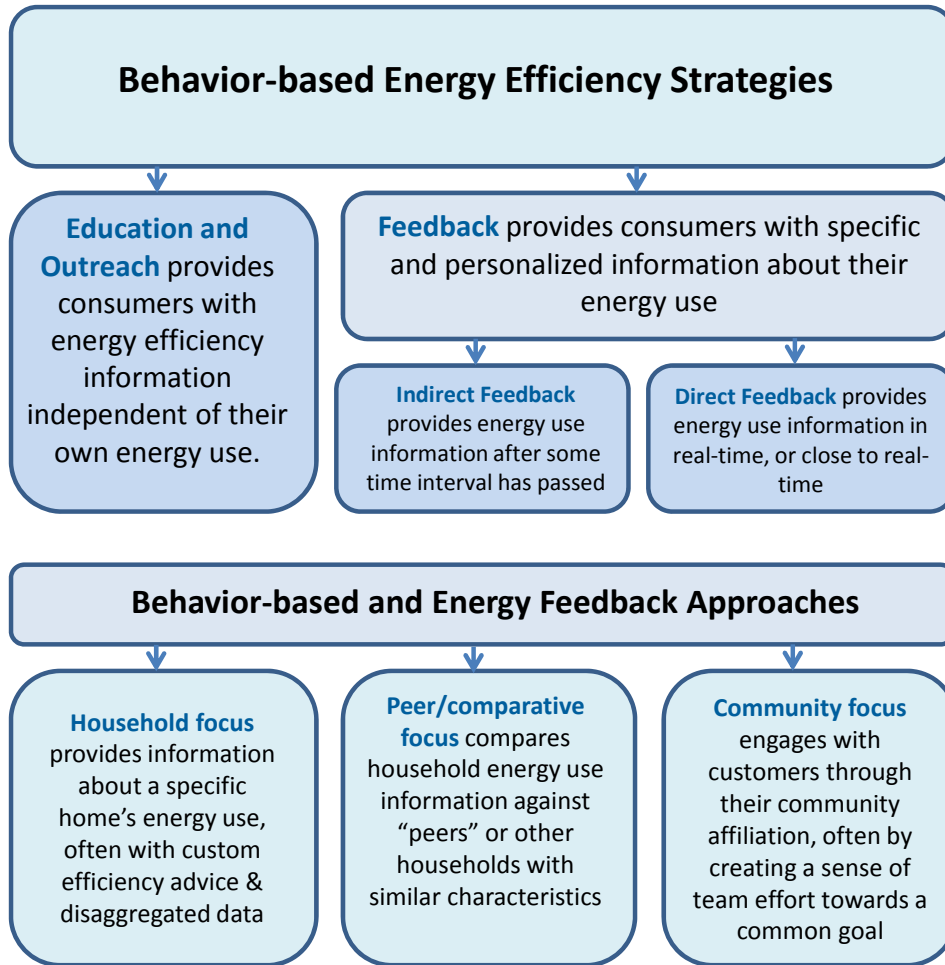 Behavior-based Energy Efficiency Strategies
Education and
Outreach provides
consumers with
energy efficiency
information
independent of their
own energy use.
Feedback provides consumers with specific
and personalized information about their
energy use
Indirect Feedback
provides energy use
information after some
time interval has passed
Direct Feedback provides
energy use information in
real-time, or close to real-
time
Behavior-based and Energy Feedback Approaches
Household focus
provides information
about a specific
home’s energy use,
often with custom
efficiency advice &
disaggregated data
Peer/comparative
focus compares
household energy use
information against
“peers” or other
households with
similar characteristics
Community focus
engages with
customers through
their community
affiliation, often by
creating a sense of
team effort towards a
common goal